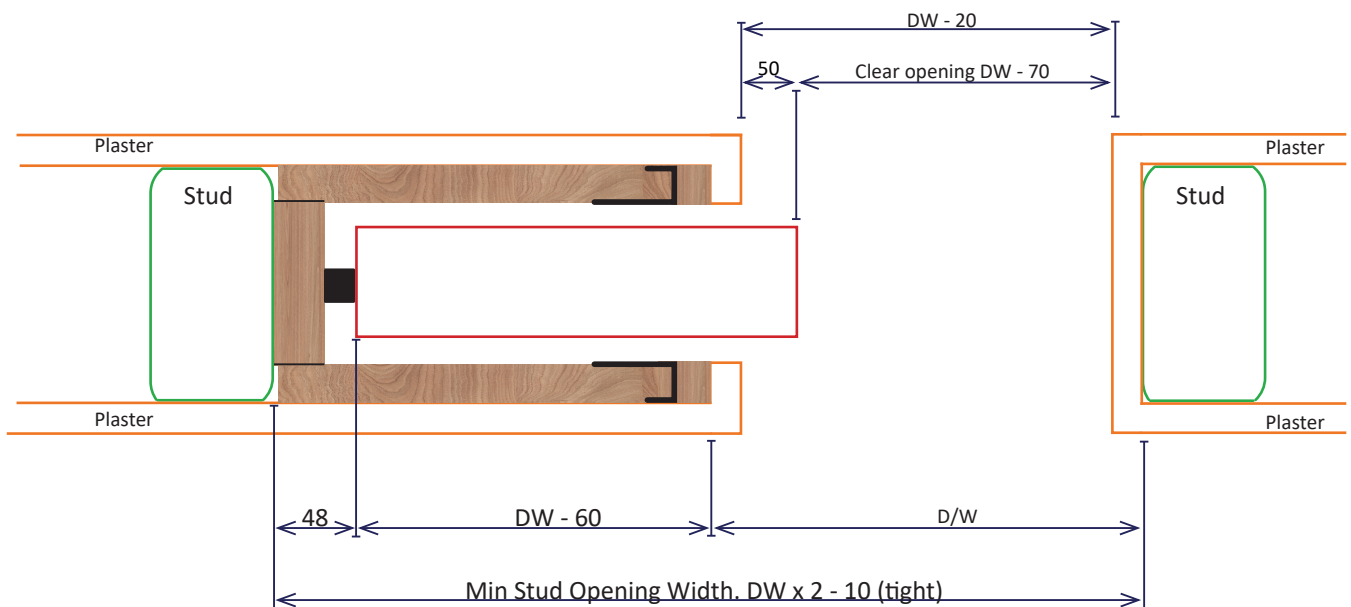 DW - 20
50
Clear opening DW - 70
Plaster
Plaster
Stud
Stud
Plaster
Plaster
48
DW - 60
D/W
Min Stud Opening Width. DW x 2 - 10 (tight)